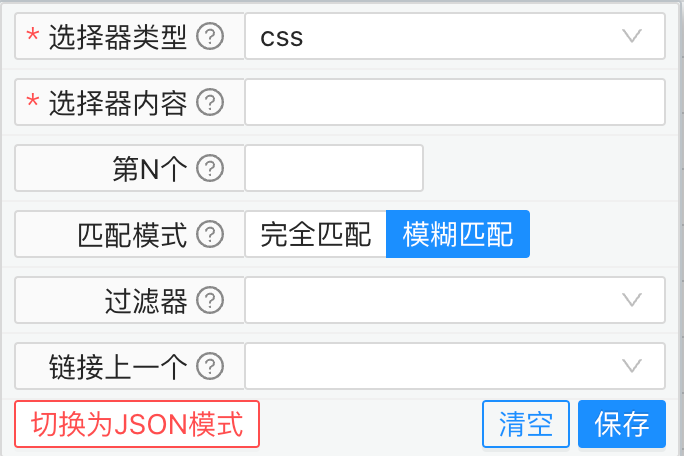 * 选择器类型 ? css
* 选择器内容 ?
第N个 ?
匹配模式 ? 完全匹配 模糊匹配
过滤器 ?
链接上一个 ?
切换为JSON模式 清空 保存